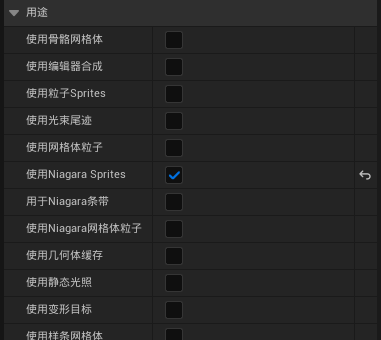 用途
使用骨骼网格体
使用编辑器合成
使用粒子Sprites
使用光束尾迹
使用网格体粒子
使用Niagara Sprites
用于Niagara条带
使用Niagara网格体粒子
使用几何体缓存
使用静态光照
使用变形目标
使用样条网格体